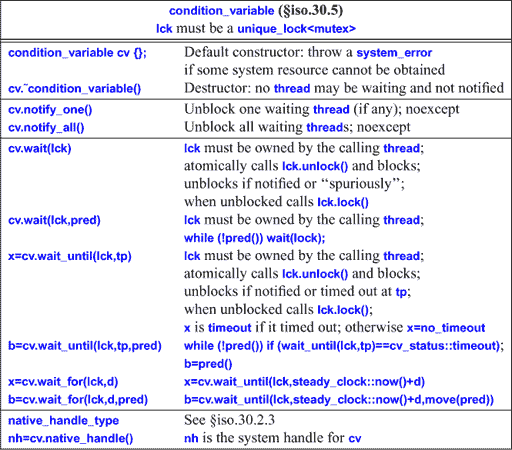 condition_variable (§iso.30.5)
lck must be a unique_lock<mutex>
condition_variable cv {}; Default constructor: throw a system_error
if some system resource cannot be obtained
cv.~condition_variable() Destructor: no thread may be waiting and not notified
cv.notify_one() Unblock one waiting thread (if any); noexcept
cv.notify_all() Unblock all waiting threads; noexcept
cv.wait(lck) lck must be owned by the calling thread;
atomically calls lck.unlock() and blocks;
unblocks if notified or ‘‘spuriously’’;
when unblocked calls lck.lock()
cv.wait(lck,pred) lck must be owned by the calling thread;
while (!pred()) wait(lock);
x=cv.wait_until(lck,tp) lck must be owned by the calling thread;
atomically calls lck.unlock() and blocks;
unblocks if notified or timed out at tp;
when unblocked calls lck.lock();
x is timeout if it timed out; otherwise x=no_timeout
b=cv.wait_until(lck,tp,pred) while (!pred()) if (wait_until(lck,tp)==cv_status::timeout);
b=pred()
x=cv.wait_for(lck,d) x=cv.wait_until(lck,steady_clock::now()+d)
b=cv.wait_for(lck,d,pred) b=cv.wait_until(lck,steady_clock::now()+d,move(pred))
native_handle_type See §iso.30.2.3
nh=cv.native_handle() nh is the system handle for cv